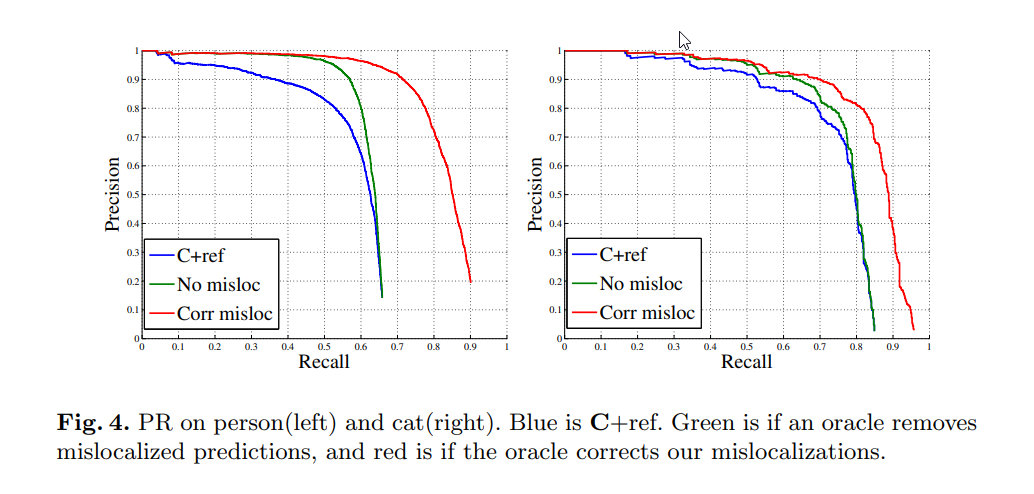 1
0.9
0.8
0.7
0.6
0.5
0.4
0.3
0.2
0.1
0
Precision
C+ref
No misloc
Corr misloc
0 0.1 0.2 0.3 0.4 0.5 0.6 0.7 0.8 0.9 1
Recall
1
0.9
0.8
0.7
0.6
0.5
0.4
0.3
0.2
0.1
0
Precision
C+ref
No misloc
Corr misloc
0 0.1 0.2 0.3 0.4 0.5 0.6 0.7 0.8 0.9 1
Recall
Fig. 4. PR on person(left) and cat(right). Blue is C+ref. Green is if an oracle removes
mislocalized predictions, and red is if the oracle corrects our mislocalizations.